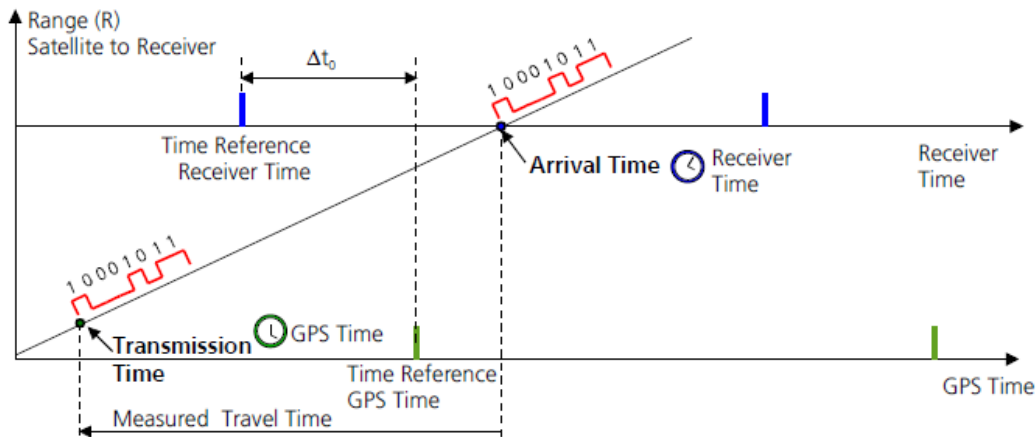 Range (R)
Satellite to Receiver
Δt₀
1 0 0 0 1 0 1 1
Time Reference
Receiver Time
Arrival Time
Receiver
Time
Receiver
Time
1 0 0 0 1 0 1 1
Transmission
Time
GPS Time
Time Reference
GPS Time
GPS Time
Measured Travel Time